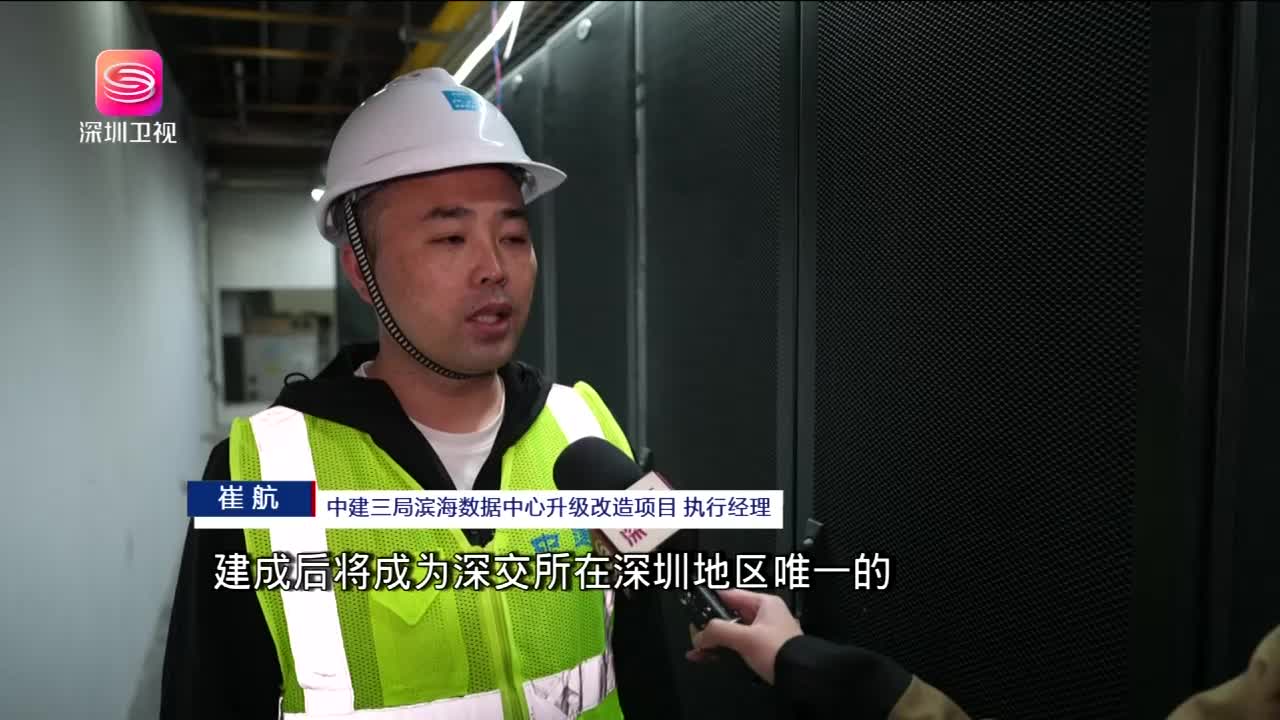 深圳卫视
崔航
中建三局滨海数据中心升级改造项目 执行经理
建成后将成为深交所在深圳地区唯一的
深